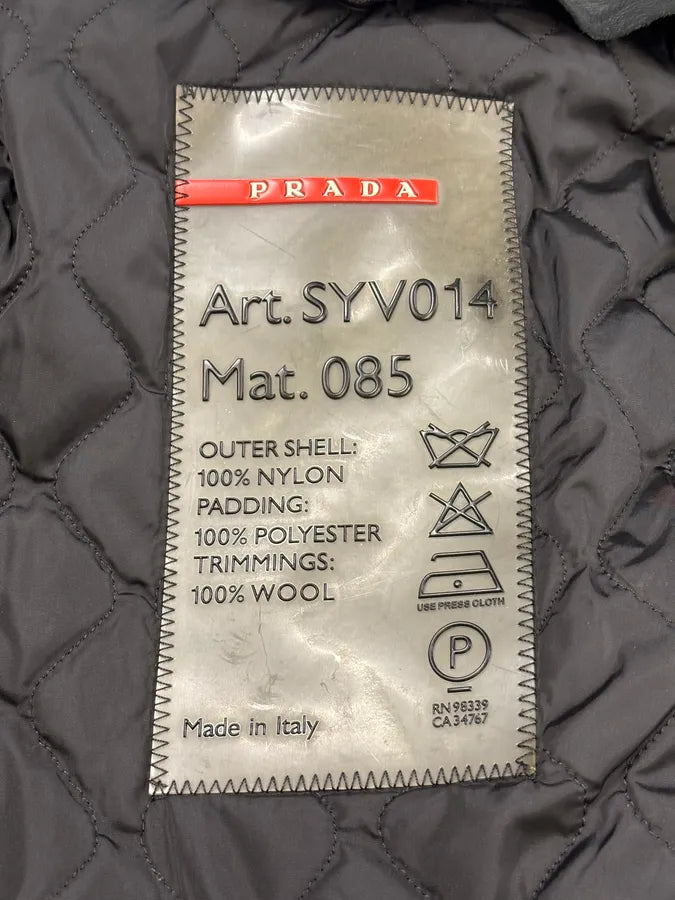 PRADA
Art. SYV014
Mat. 085
OUTER SHELL:
100% NYLON
PADDING:
100% POLYESTER
TRIMMINGS:
100% WOOL
USE PRESS CLOTH
P
RN 98339
CA 34767
Made in Italy